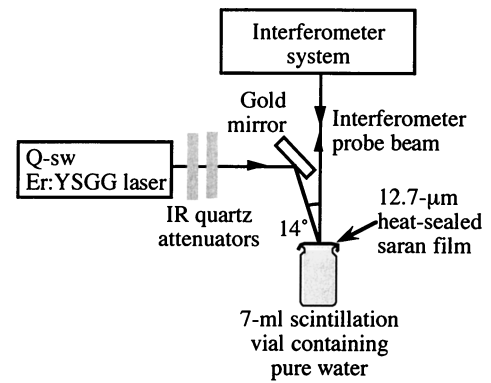 Interferometer
system
Gold
mirror
Interferometer
probe beam
Q-sw
Er:YSGG laser
IR quartz
attenuators
14°
12.7-µm
heat-sealed
saran film
7-ml scintillation
vial containing
pure water